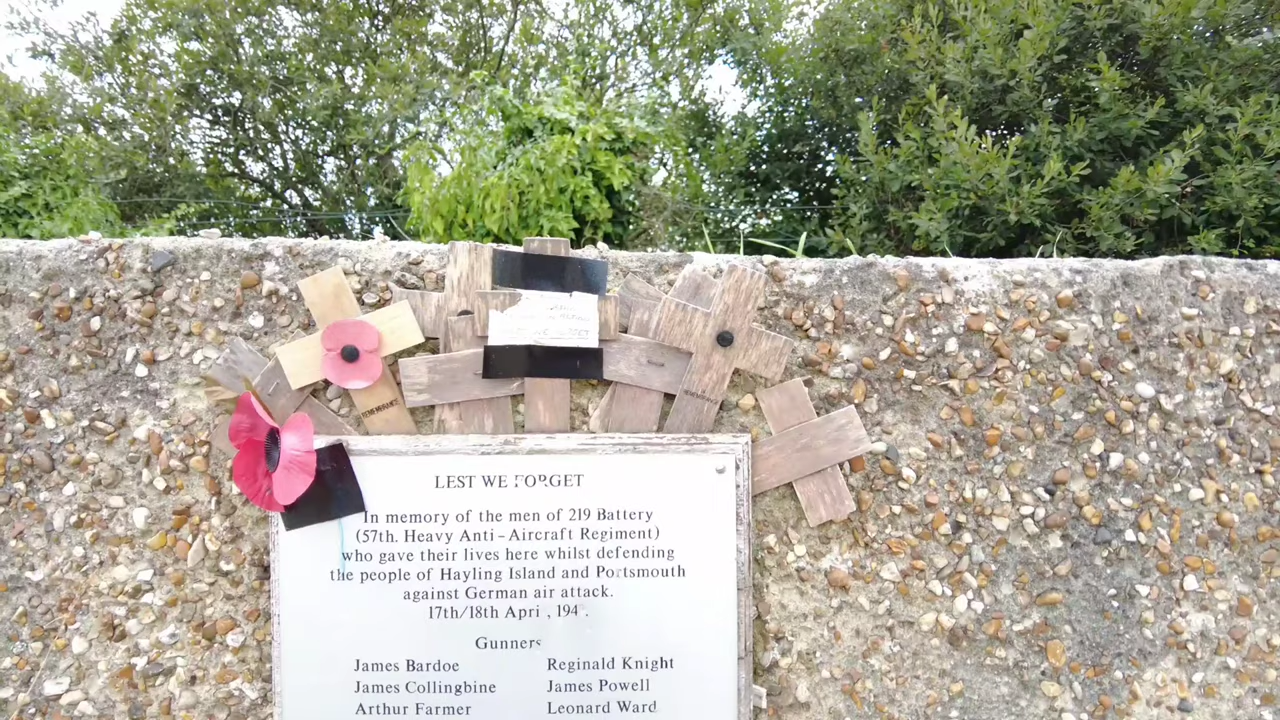 REMEMBRANCE
REMEMBRANCE
LEST WE FORGET
In memory of the men of 219 Battery
(57th. Heavy Anti-Aircraft Regiment)
who gave their lives here whilst defending
the people of Hayling Island and Portsmouth
against German air attack.
17th/18th Apri , 194 .
Gunners
James Bardoe Reginald Knight
James Collingbine James Powell
Arthur Farmer Leonard Ward